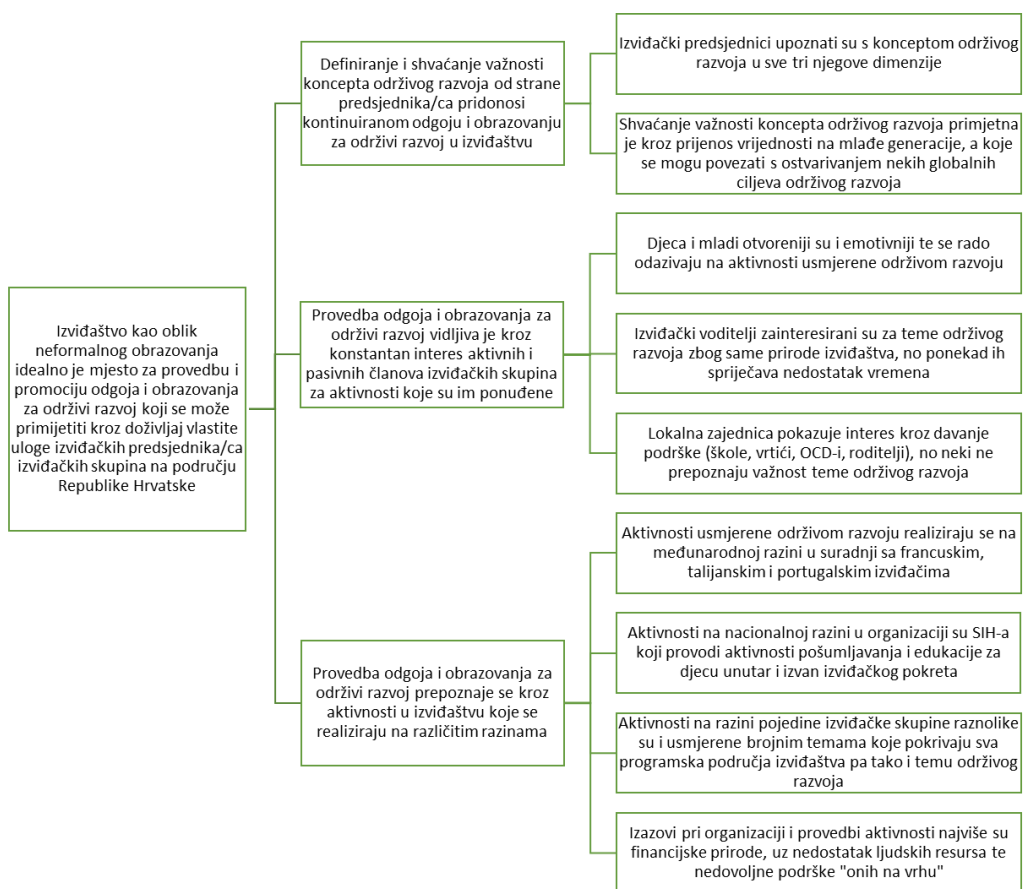 Izviđaštvo kao oblik
neformalnog obrazovanja
idealno je mjesto za provedbu i
promociju odgoja i obrazovanja
za održivi razvoj koji se može
primijetiti kroz doživljaj vlastite
uloge izviđačkih predsjednika/ca
izviđačkih skupina na području
Republike Hrvatske
Definiranje i shvaćanje važnosti
koncepta održivog razvoja od strane
predsjednika/ca pridonosi
kontinuiranom odgoju i obrazovanju
za održivi razvoj u izviđaštvu
Izviđački predsjednici upoznati su s konceptom održivog
razvoja u sve tri njegove dimenzije
Shvaćanje važnosti koncepta održivog razvoja primjetna
je kroz prijenos vrijednosti na mlađe generacije, a koje
se mogu povezati s ostvarivanjem nekih globalnih
ciljeva održivog razvoja
Provedba odgoja i obrazovanja za
održivi razvoj vidljiva je kroz
konstantan interes aktivnih i
pasivnih članova izviđačkih skupina
za aktivnosti koje su im ponuđene
Djeca i mladi otvoreniji su i emotivniji te se rado
odazivaju na aktivnosti usmjerene održivom razvoju
Izviđački voditelji zainteresirani su za teme održivog
razvoja zbog same prirode izviđaštva, no ponekad ih
spriječava nedostatak vremena
Lokalna zajednica pokazuje interes kroz davanje
podrške (škole, vrtići, OCD-i, roditelji), no neki ne
prepoznaju važnost teme održivog razvoja
Provedba odgoja i obrazovanja za
održivi razvoj prepoznaje se kroz
aktivnosti u izviđaštvu koje se
realiziraju na različitim razinama
Aktivnosti usmjerene održivom razvoju realiziraju se na
međunarodnoj razini u suradnji sa francuskim,
talijanskim i portugalskim izviđačima
Aktivnosti na nacionalnoj razini u organizaciji su SIH-a
koji provodi aktivnosti pošumljavanja i edukacije za
djecu unutar i izvan izviđačkog pokreta
Aktivnosti na razini pojedine izviđačke skupine raznolike
su i usmjerene brojnim temama koje pokrivaju sva
programska područja izviđaštva pa tako i temu održivog
razvoja
Izazovi pri organizaciji i provedbi aktivnosti najviše su
financijske prirode, uz nedostatak ljudskih resursa te
nedovoljne podrške "onih na vrhu"